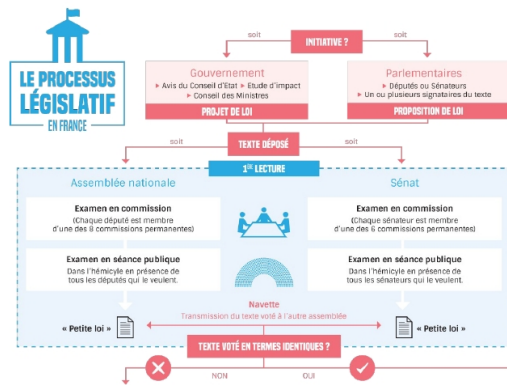 LE PROCESSUS
LÉGISLATIF
EN FRANCE
soit
INITIATIVE ?
soit
Gouvernement
▸ Avis du Conseil d'Etat ▸ Etude d'impact
▸ Conseil des Ministres
PROJET DE LOI
Parlementaires
▸ Députés ou Sénateurs
▸ Un ou plusieurs signataires du texte
PROPOSITION DE LOI
soit
TEXTE DÉPOSÉ
soit
1ÈRE LECTURE
Assemblée nationale
Examen en commission
(Chaque député est membre
d'une des 8 commissions permanentes)
Examen en séance publique
Dans l'hémicyle en présence de
tous les députés qui le veulent.
« Petite loi »
Sénat
Examen en commission
(Chaque sénateur est membre
d'une des 6 commissions permanentes)
Examen en séance publique
Dans l'hémicyle en présence de
tous les sénateurs qui le veulent.
« Petite loi »
Navette
Transmission du texte voté à l'autre assemblée
TEXTE VOTÉ EN TERMES IDENTIQUES ?
NON
OUI